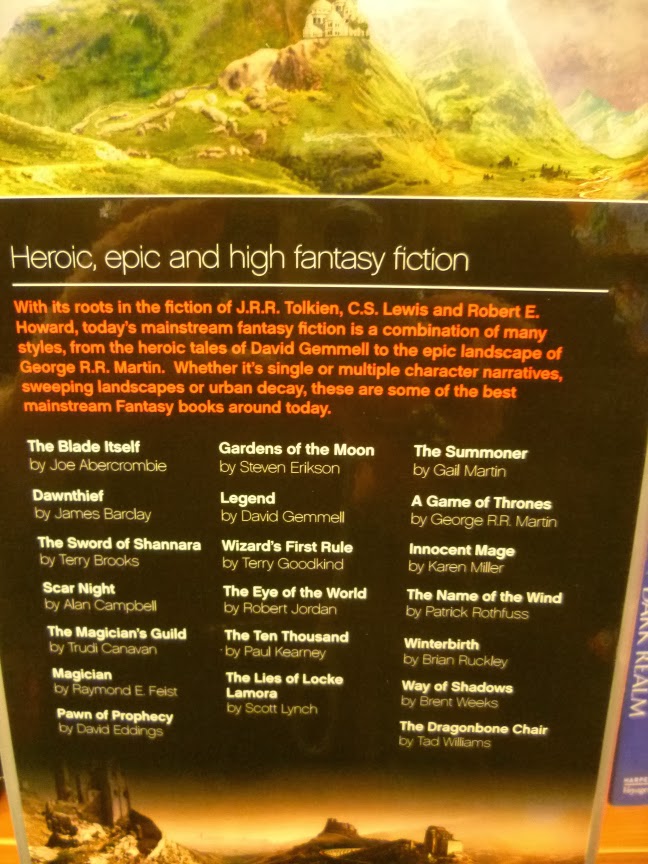 Heroic, epic and high fantasy fiction
With its roots in the fiction of J.R.R. Tolkien, C.S. Lewis and Robert E.
Howard, today's mainstream fantasy fiction is a combination of many
styles, from the heroic tales of David Gemmell to the epic landscape of
George R.R. Martin. Whether it's single or multiple character narratives,
sweeping landscapes or urban decay, these are some of the best
mainstream Fantasy books around today.
The Blade Itself
by Joe Abercrombie
Dawnthief
by James Barclay
The Sword of Shannara
by Terry Brooks
Scar Night
by Alan Campbell
The Magician's Guild
by Trudi Canavan
Magician
by Raymond E. Feist
Pawn of Prophecy
by David Eddings
Gardens of the Moon
by Steven Erikson
Legend
by David Gemmell
Wizard's First Rule
by Terry Goodkind
The Eye of the World
by Robert Jordan
The Ten Thousand
by Paul Kearney
The Lies of Locke
Lamora
by Scott Lynch
The Summoner
by Gail Martin
A Game of Thrones
by George R.R. Martin
Innocent Mage
by Karen Miller
The Name of the Wind
by Patrick Rothfuss
Winterbirth
by Brian Ruckley
Way of Shadows
by Brent Weeks
The Dragonbone Chair
by Tad Williams
DARK REALM